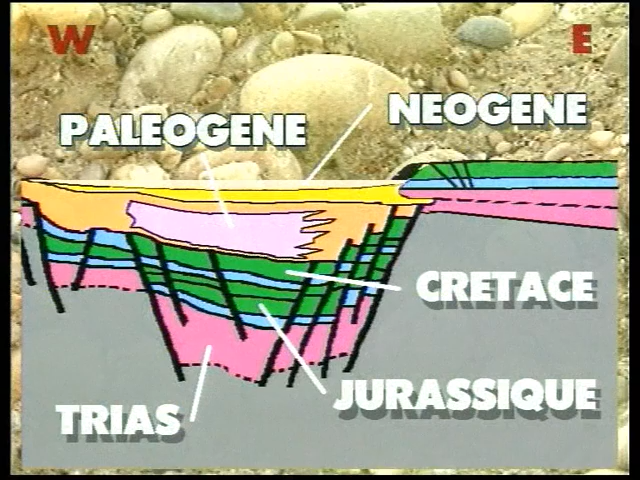 W
E
NEOGENE
PALEOGENE
CRETACE
JURASSIQUE
TRIAS